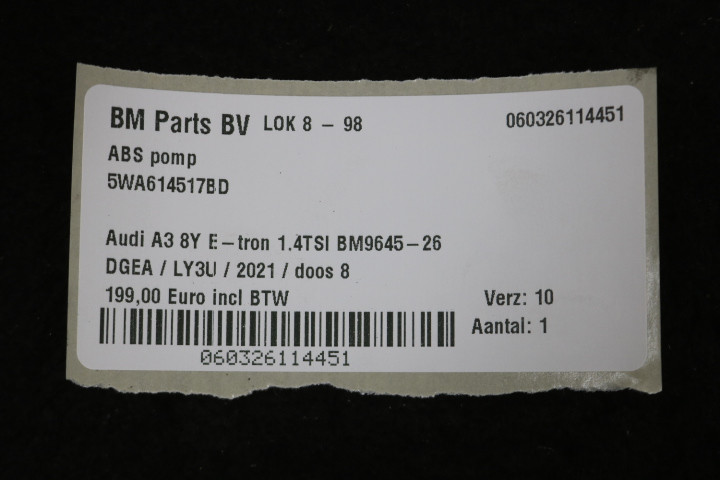 BM Parts BV LOK 8 - 98 060326114451
ABS pomp
5WA614517BD
Audi A3 8Y E-tron 1.4TSI BM9645-26
DGEA / LY3U / 2021 / doos 8
199,00 Euro incl BTW Verz: 10
Aantal: 1
060326114451